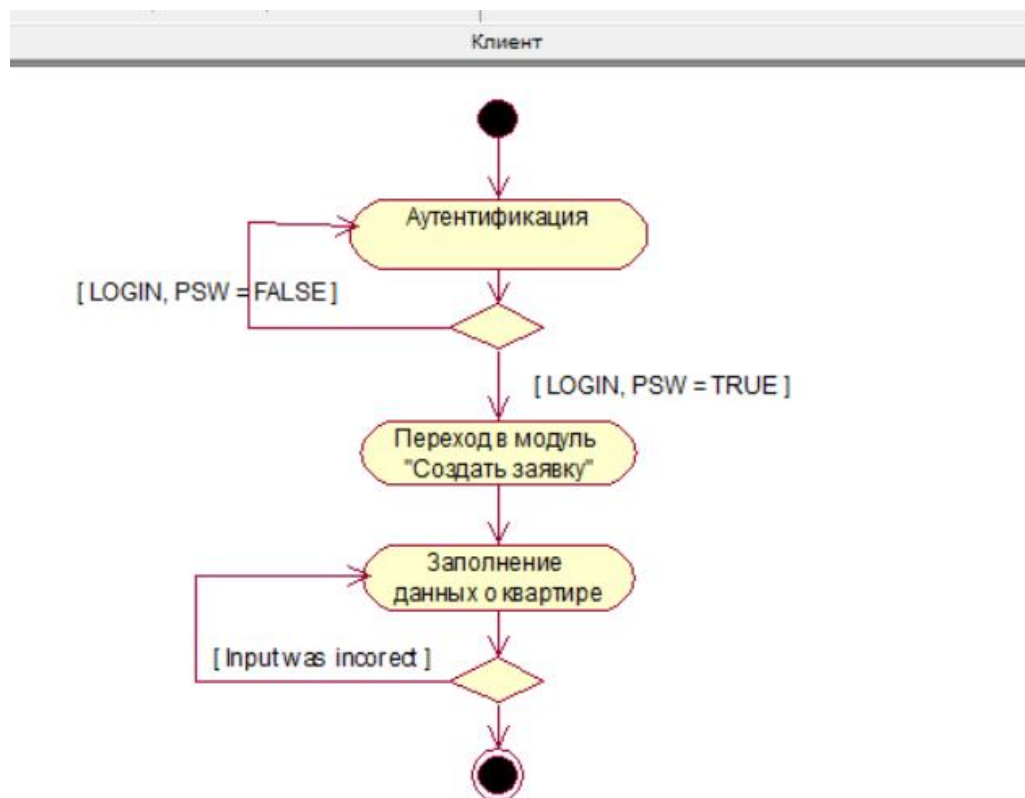 Клиент
Аутентификация
[ LOGIN, PSW = FALSE ]
[ LOGIN, PSW = TRUE ]
Переход в модуль
"Создать заявку"
Заполнение
данных о квартире
[ Input was incorect ]